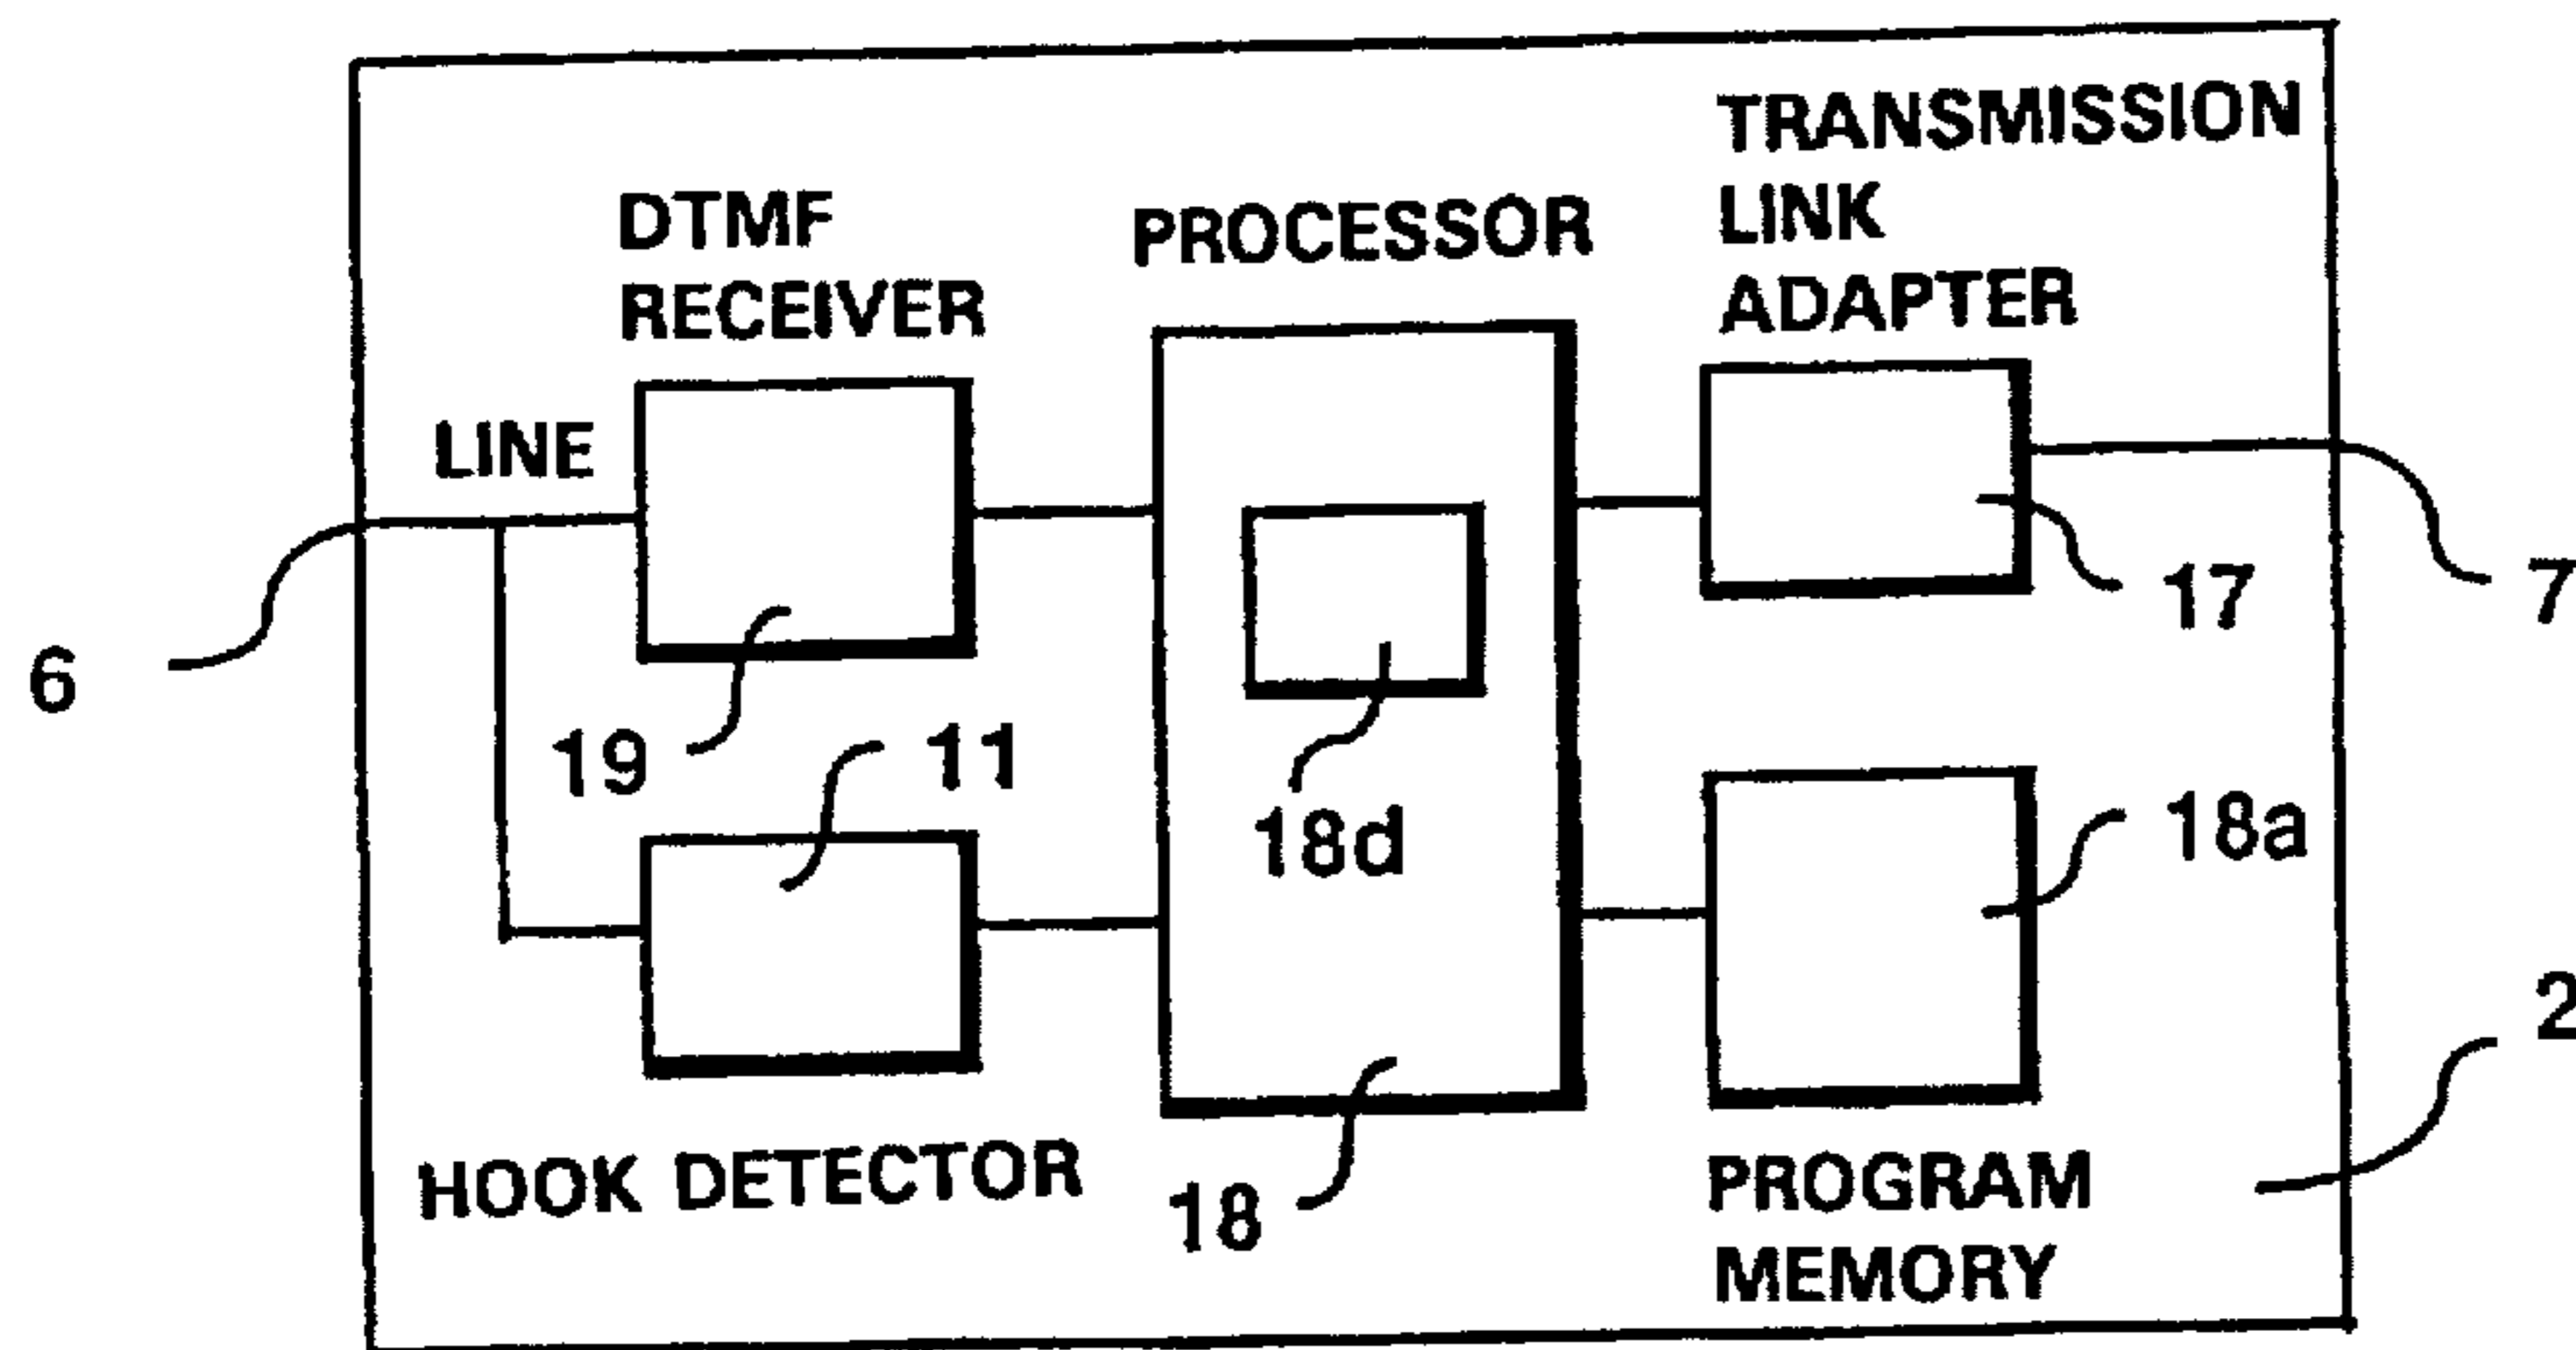 TRANSMISSION
LINK
ADAPTER
DTMF
RECEIVER
PROCESSOR
LINE
6
19
11
18d
17
7
18a
2
HOOK DETECTOR
18
PROGRAM
MEMORY